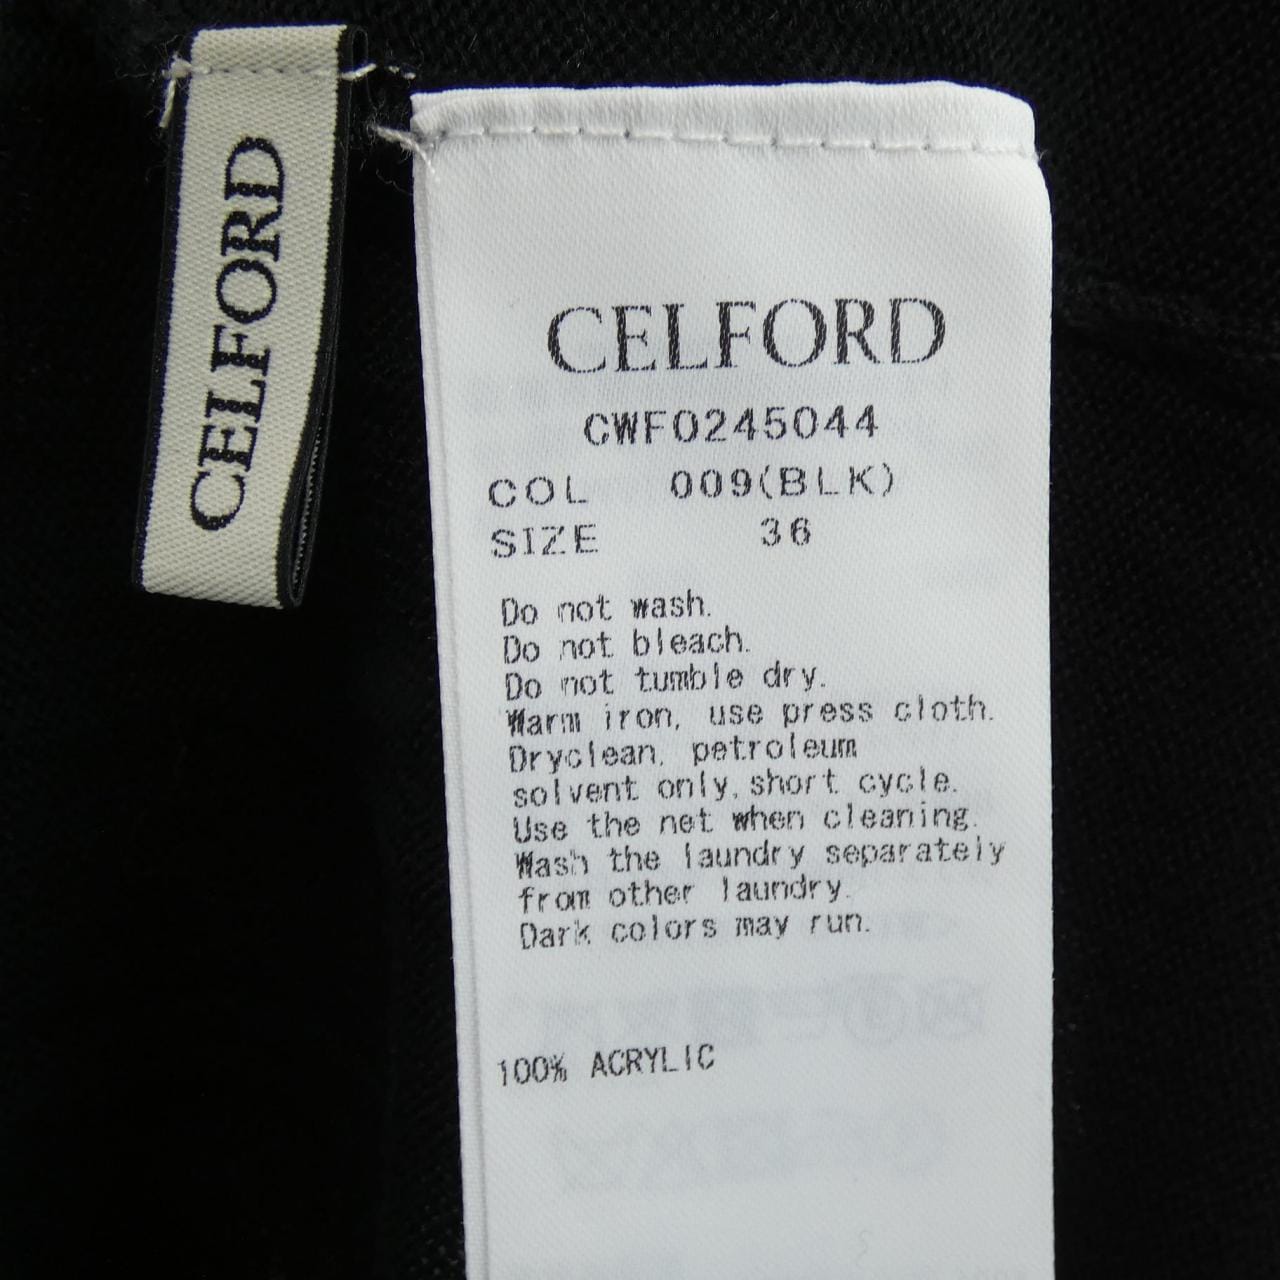 CELFORD
CELFORD
CWF0245044
COL 009(BLK)
SIZE 36
Do not wash.
Do not bleach.
Do not tumble dry.
Warm iron, use press cloth.
Dryclean, petroleum
solvent only,short cycle.
Use the net when cleaning.
Wash the laundry separately
from other laundry.
Dark colors may run.
100% ACRYLIC